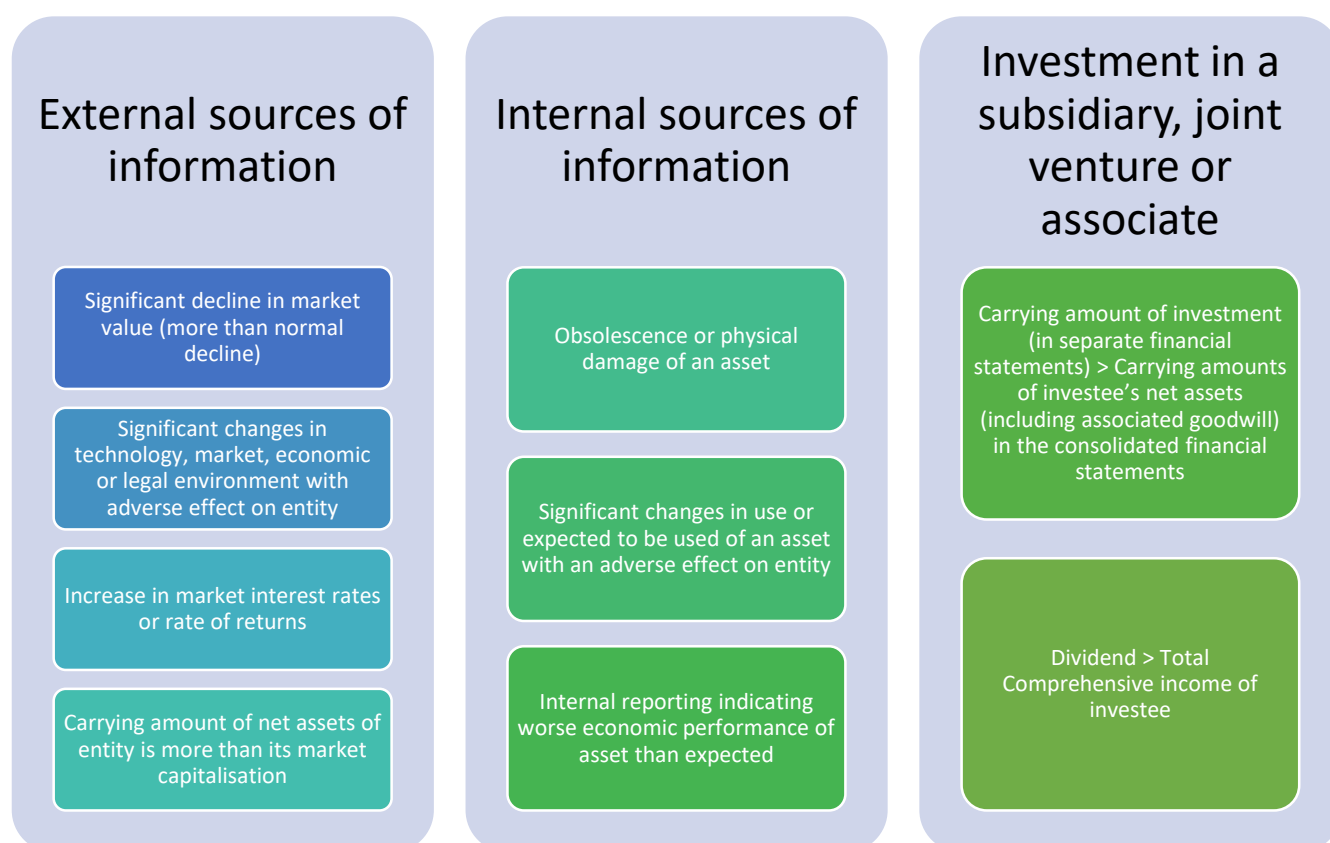 External sources of
information
Significant decline in market
value (more than normal
decline)
Significant changes in
technology, market, economic
or legal environment with
adverse effect on entity
Increase in market interest rates
or rate of returns
Carrying amount of net assets of
entity is more than its market
capitalisation
Internal sources of
information
Obsolescence or physical
damage of an asset
Significant changes in use or
expected to be used of an asset
with an adverse effect on entity
Internal reporting indicating
worse economic performance of
asset than expected
Investment in a
subsidiary, joint
venture or
associate
Carrying amount of investment
(in separate financial
statements) > Carrying amounts
of investee’s net assets
(including associated goodwill)
in the consolidated financial
statements
Dividend > Total
Comprehensive income of
investee